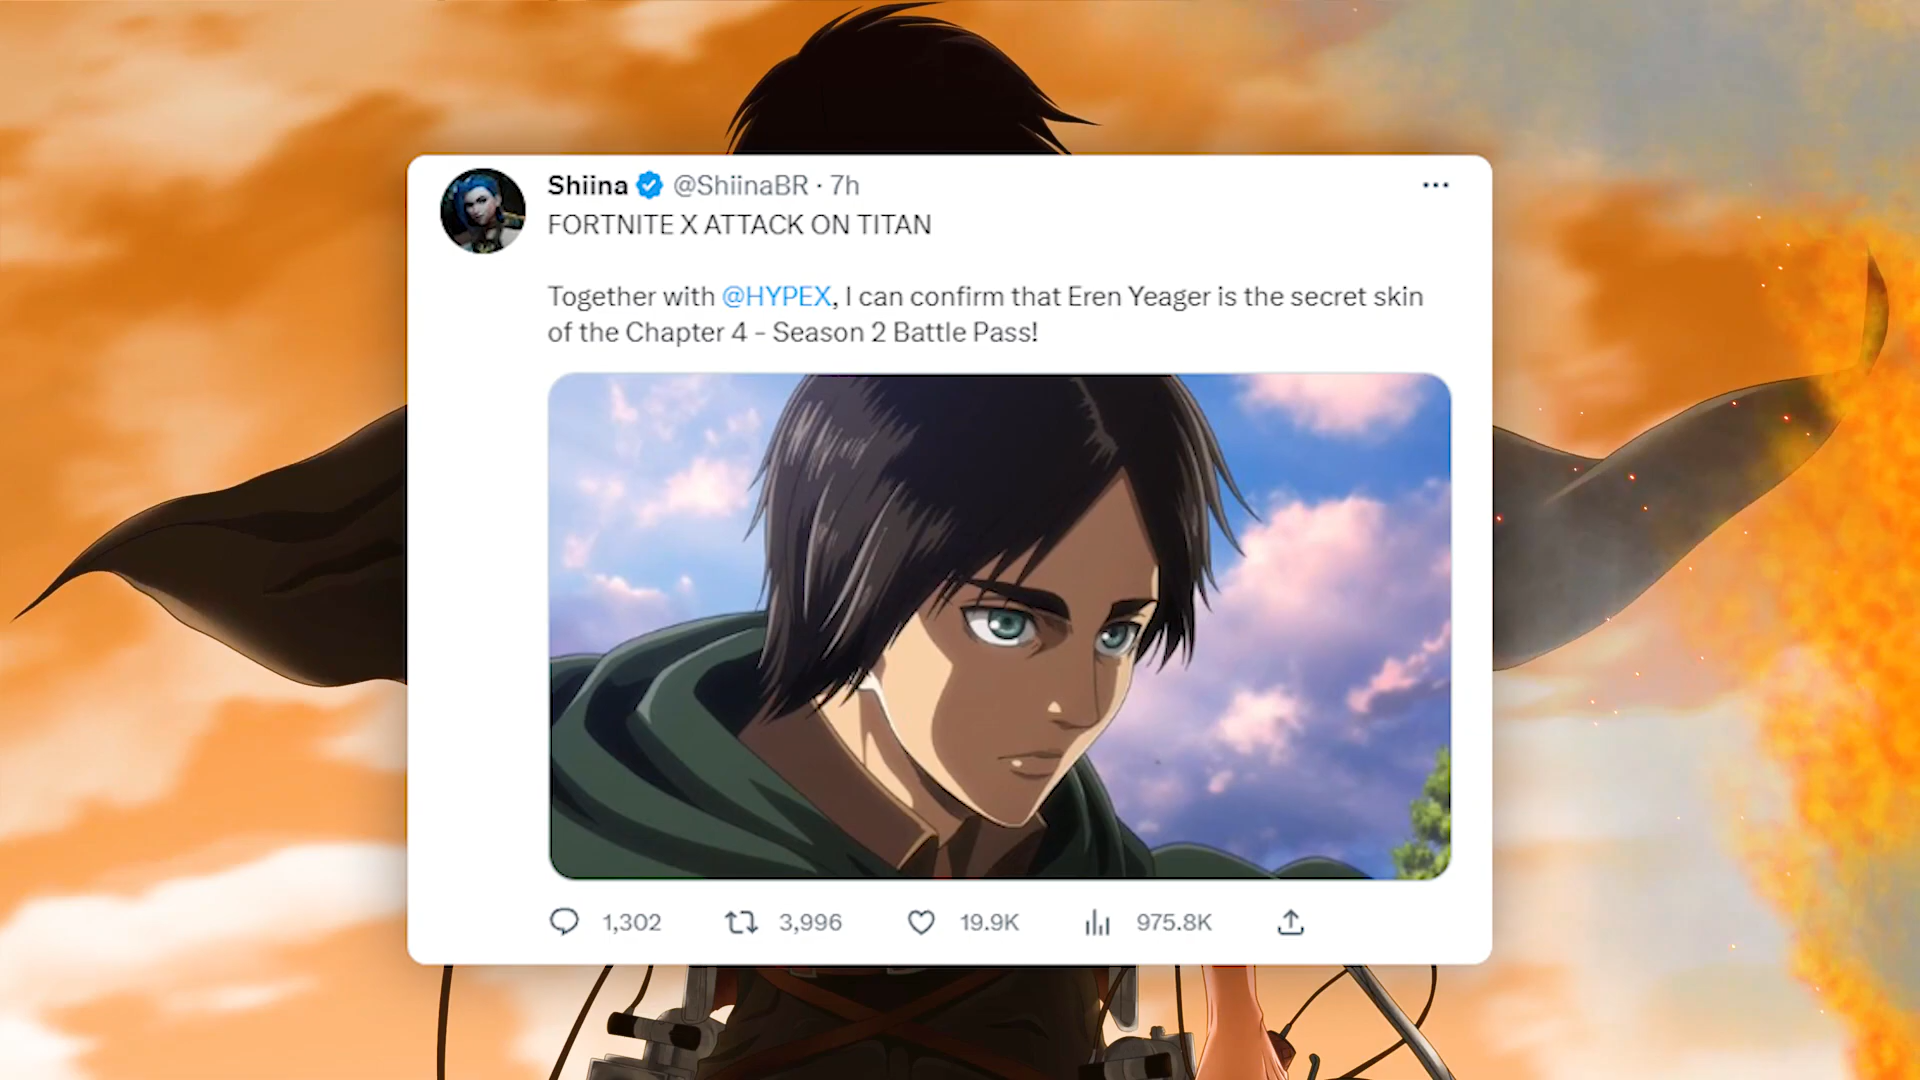 Shiina @ShiinaBR · 7h
FORTNITE X ATTACK ON TITAN
Together with @HYPEX, I can confirm that Eren Yeager is the secret skin
of the Chapter 4 - Season 2 Battle Pass!
1,302 3,996 19.9K 975.8K